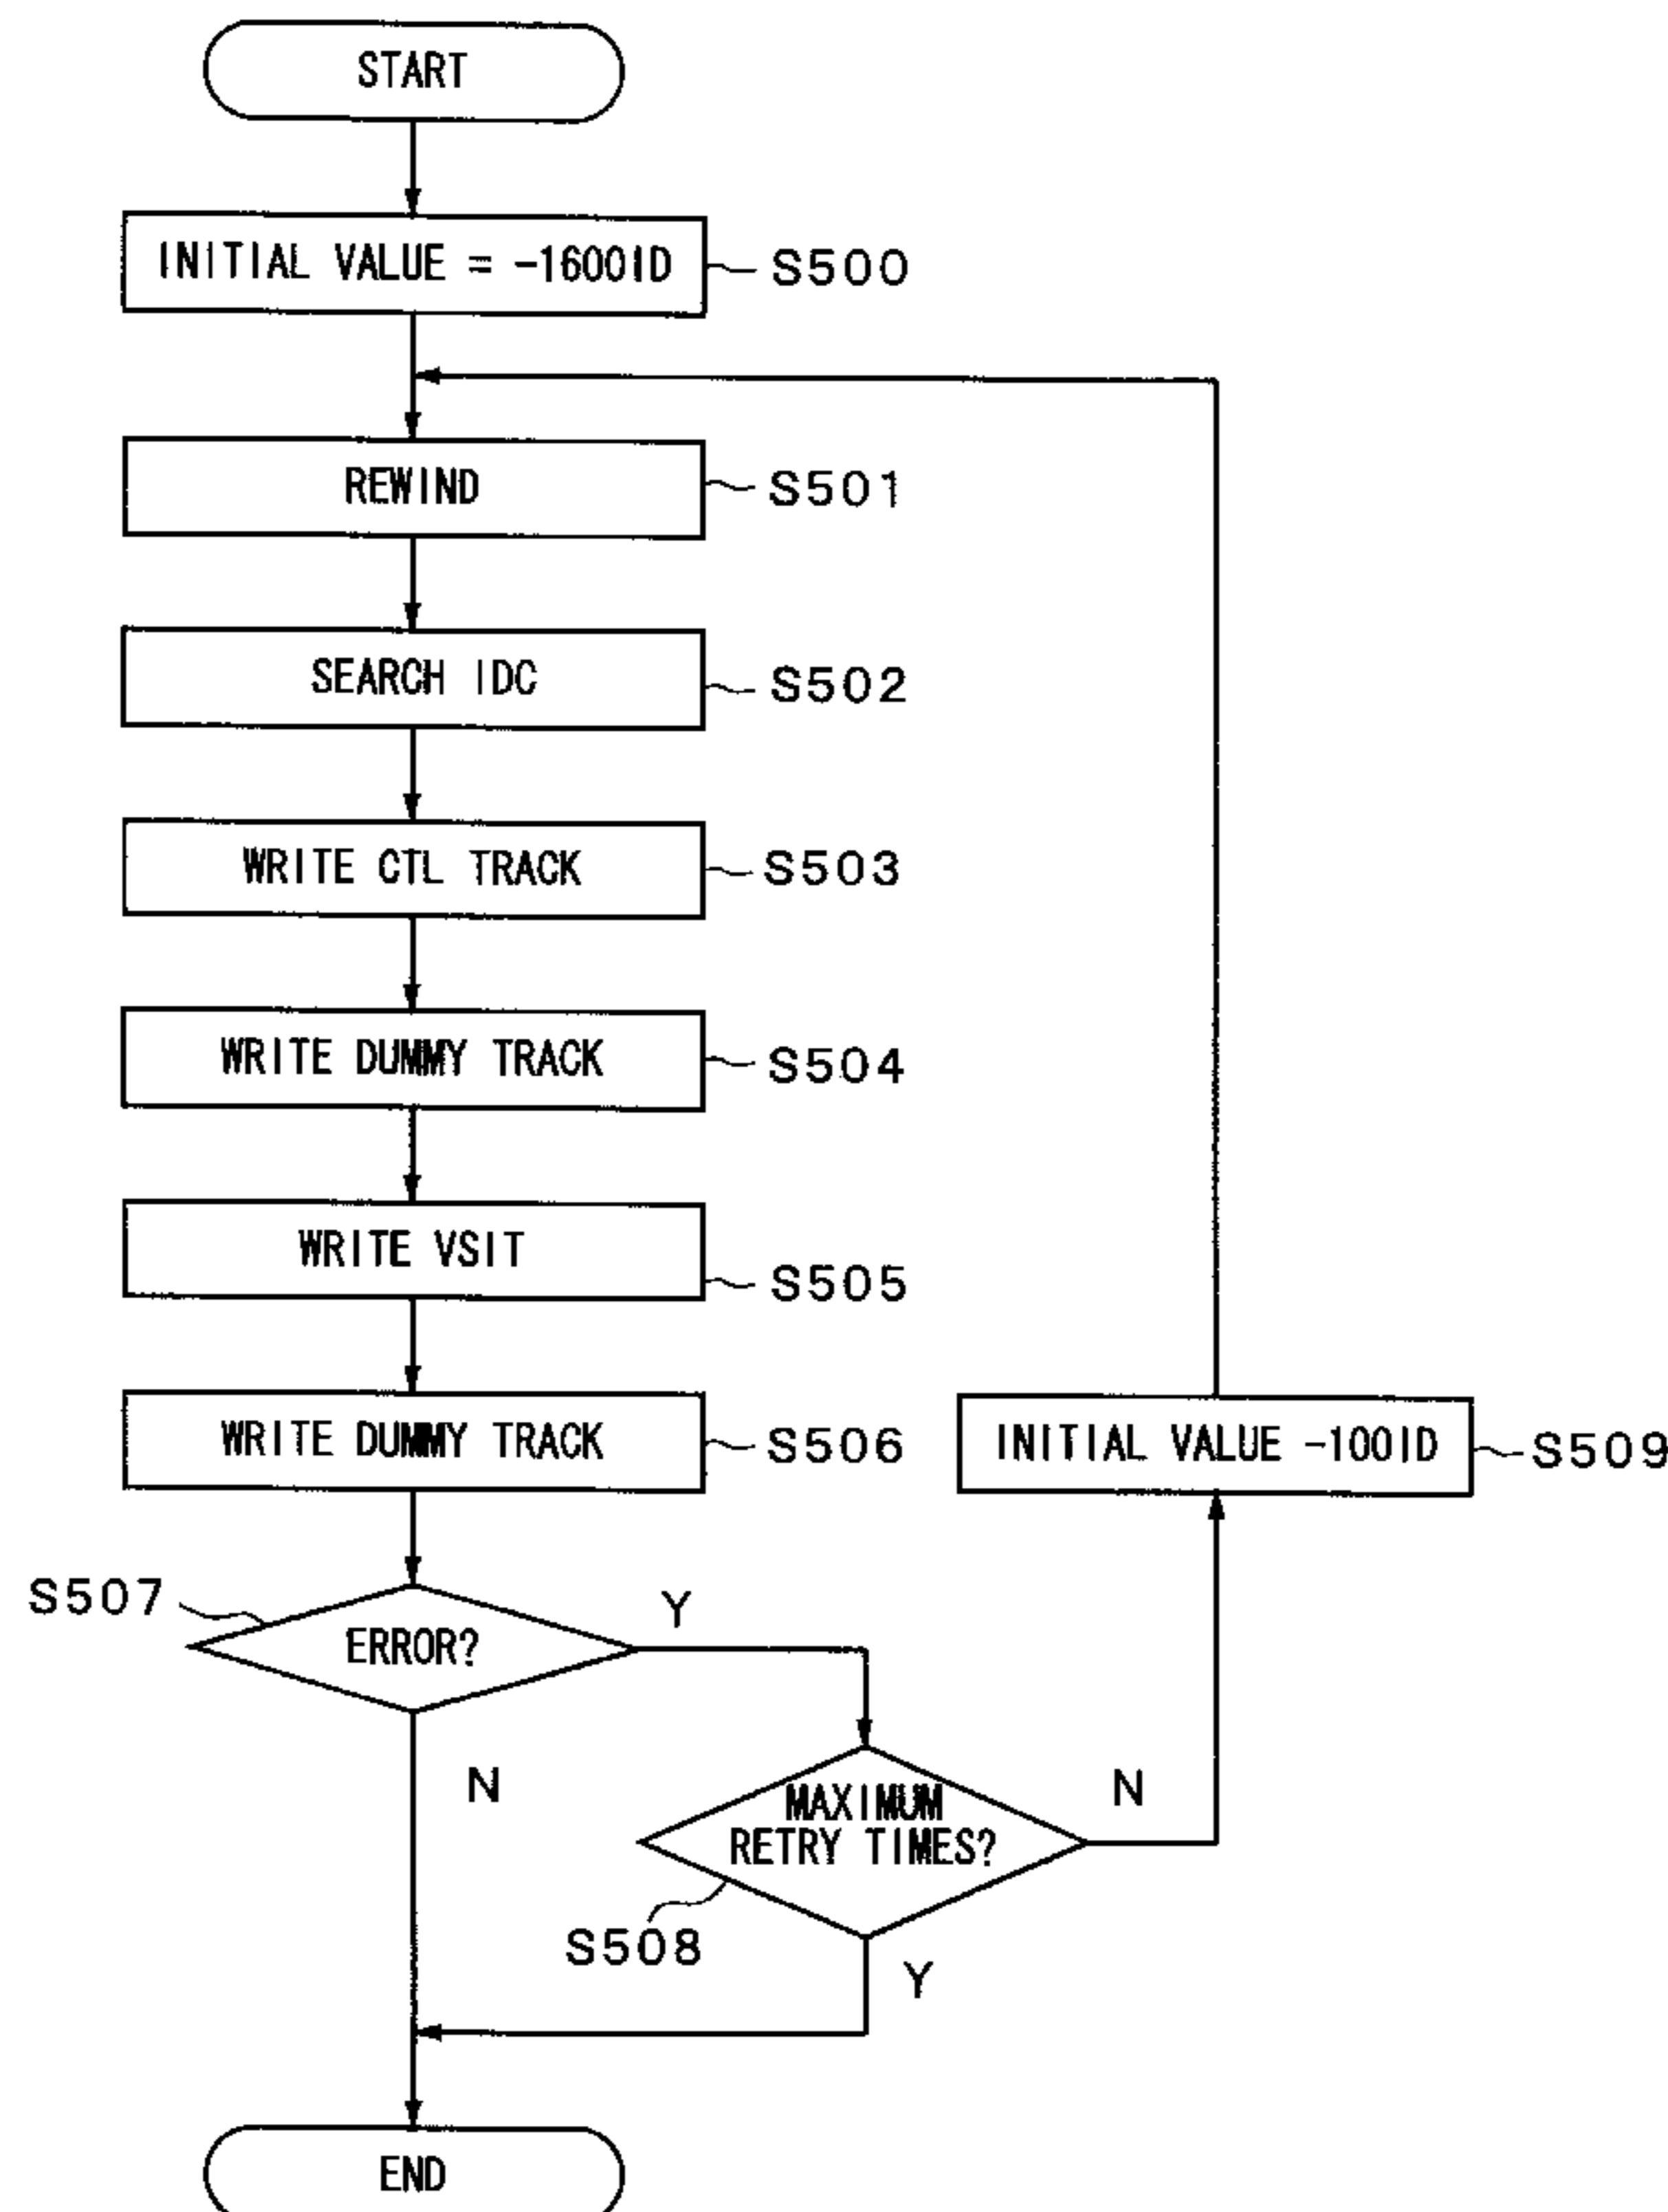 START
INITIAL VALUE = -1600ID
S500
REWIND
S501
SEARCH IDC
S502
WRITE CTL TRACK
S503
WRITE DUMMY TRACK
S504
WRITE VSIT
S505
WRITE DUMMY TRACK
S506
INITIAL VALUE -100ID
S509
S507
ERROR?
Y
N
MAXIMUM
RETRY TIMES?
N
S508
Y
END